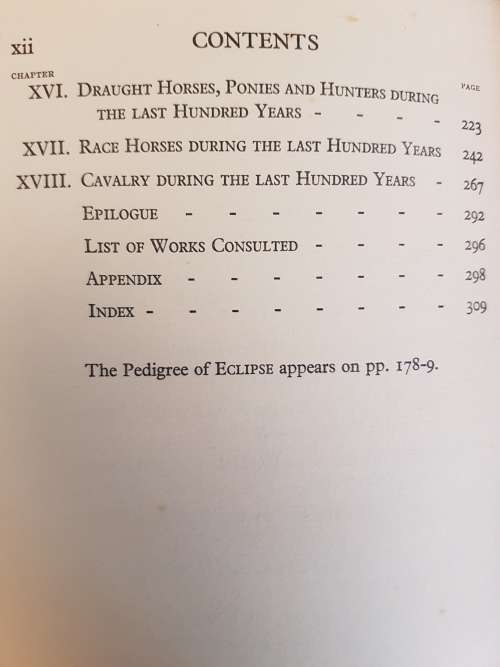 xii CONTENTS
CHAPTER PAGE
XVI. DRAUGHT HORSES, PONIES AND HUNTERS DURING
THE LAST HUNDRED YEARS - - - - 223
XVII. RACE HORSES DURING THE LAST HUNDRED YEARS 242
XVIII. CAVALRY DURING THE LAST HUNDRED YEARS - 267
EPILOGUE - - - - - - - 292
LIST OF WORKS CONSULTED - - - - 296
APPENDIX - - - - - - - 298
INDEX - - - - - - - - 309
The Pedigree of ECLIPSE appears on pp. 178-9.